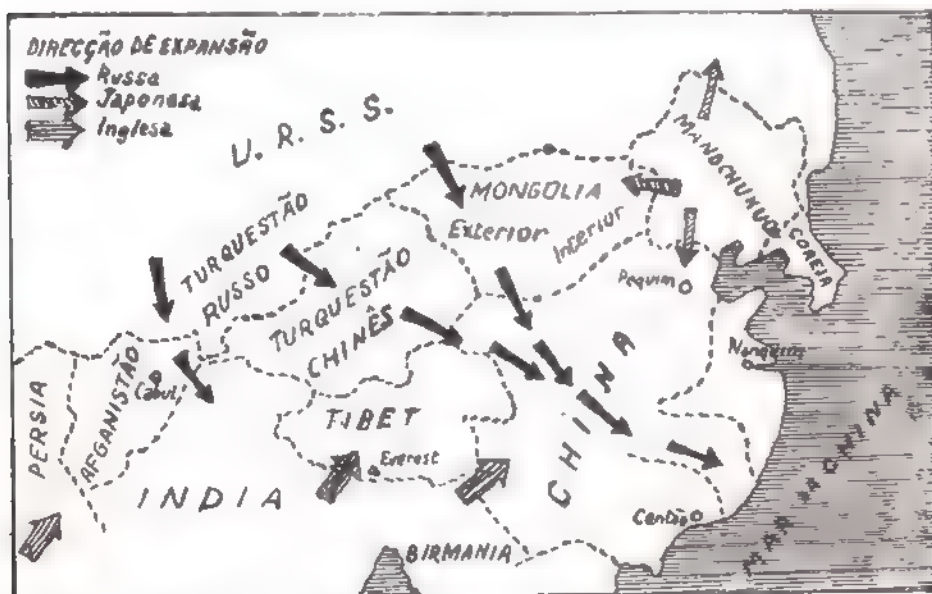 DIRECÇÃO DE EXPANSÃO
Russa
Japonesa
Inglesa
U.R.S.S.
MANDCHUKUO
COREIA
MONGOLIA
Exterior
Interior
TURQUESTÃO
RUSSO
TURQUESTÃO
CHINÊS
Pequim
Nanquim
PERSIA
AFGANISTÃO
Cabul
TIBET
Everest
CHINA
INDIA
Cantão
BIRMANIA
MAR DA CHINA